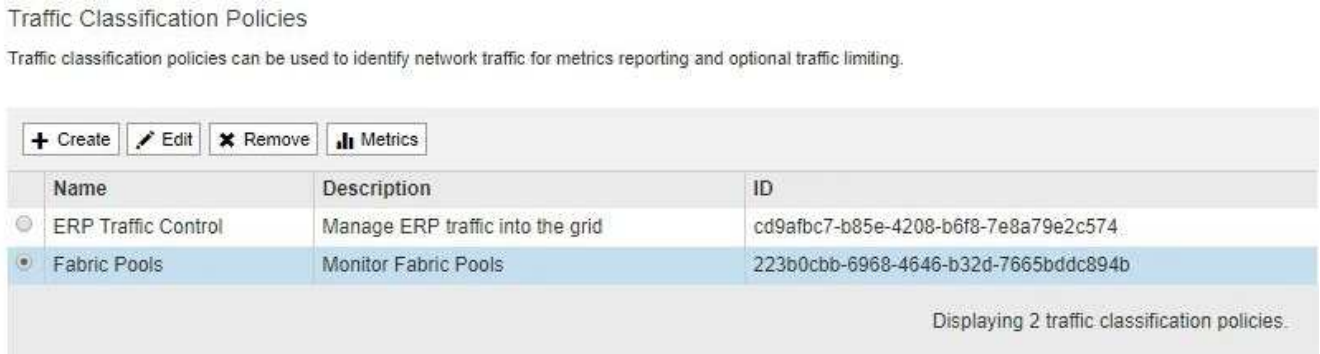 Traffic Classification Policies
Traffic classification policies can be used to identify network traffic for metrics reporting and optional traffic limiting.
Create Edit Remove Metrics
Name Description ID
ERP Traffic Control Manage ERP traffic into the grid cd9afbc7-b85e-4208-b6f8-7e8a79e2c574
Fabric Pools Monitor Fabric Pools 223b0cbb-6968-4646-b32d-7665bddc894b
Displaying 2 traffic classification policies.